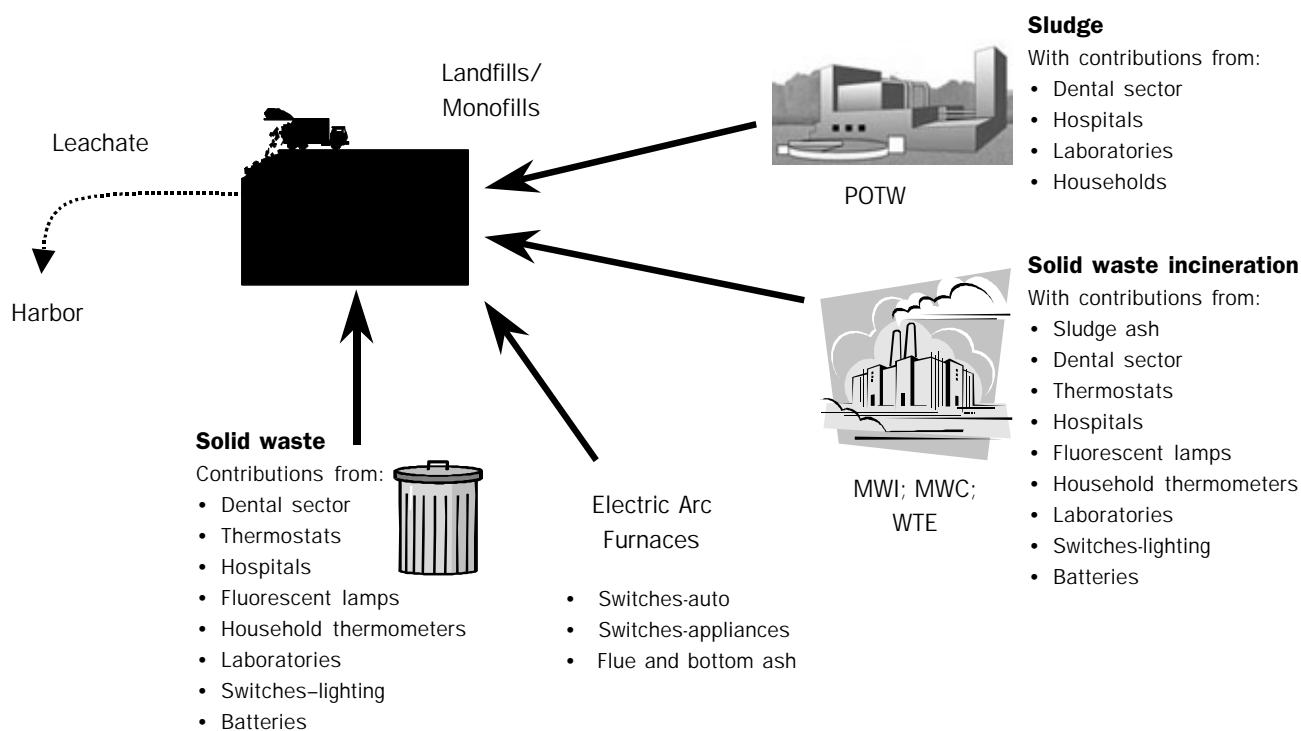 Leachate
Harbor
Landfills/
Monofills
POTW
Sludge
With contributions from:
• Dental sector
• Hospitals
• Laboratories
• Households
MWI; MWC;
WTE
Solid waste incineration
With contributions from:
• Sludge ash
• Dental sector
• Thermostats
• Hospitals
• Fluorescent lamps
• Household thermometers
• Laboratories
• Switches-lighting
• Batteries
Solid waste
Contributions from:
• Dental sector
• Thermostats
• Hospitals
• Fluorescent lamps
• Household thermometers
• Laboratories
• Switches–lighting
• Batteries
Electric Arc
Furnaces
• Switches-auto
• Switches-appliances
• Flue and bottom ash